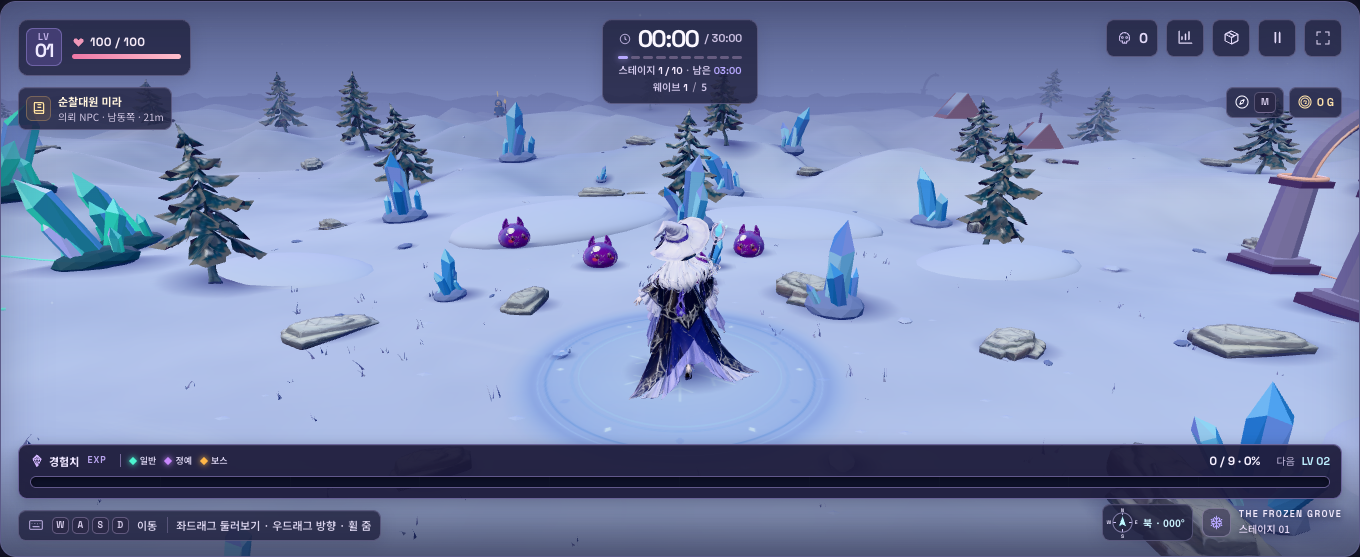 LV
01
100 / 100
순찰대원 미라
의뢰 NPC · 남동쪽 · 21m
00:00 / 30:00
스테이지 1 / 10 · 남은 03:00
웨이브 1 / 5
0
M
0 G
경험치 EXP 일반 정예 보스
0 / 9 · 0% 다음 LV 02
W A S D 이동 좌드래그 둘러보기 · 우드래그 방향 · 휠 줌
N
W E
S
북 · 000°
THE FROZEN GROVE
스테이지 01